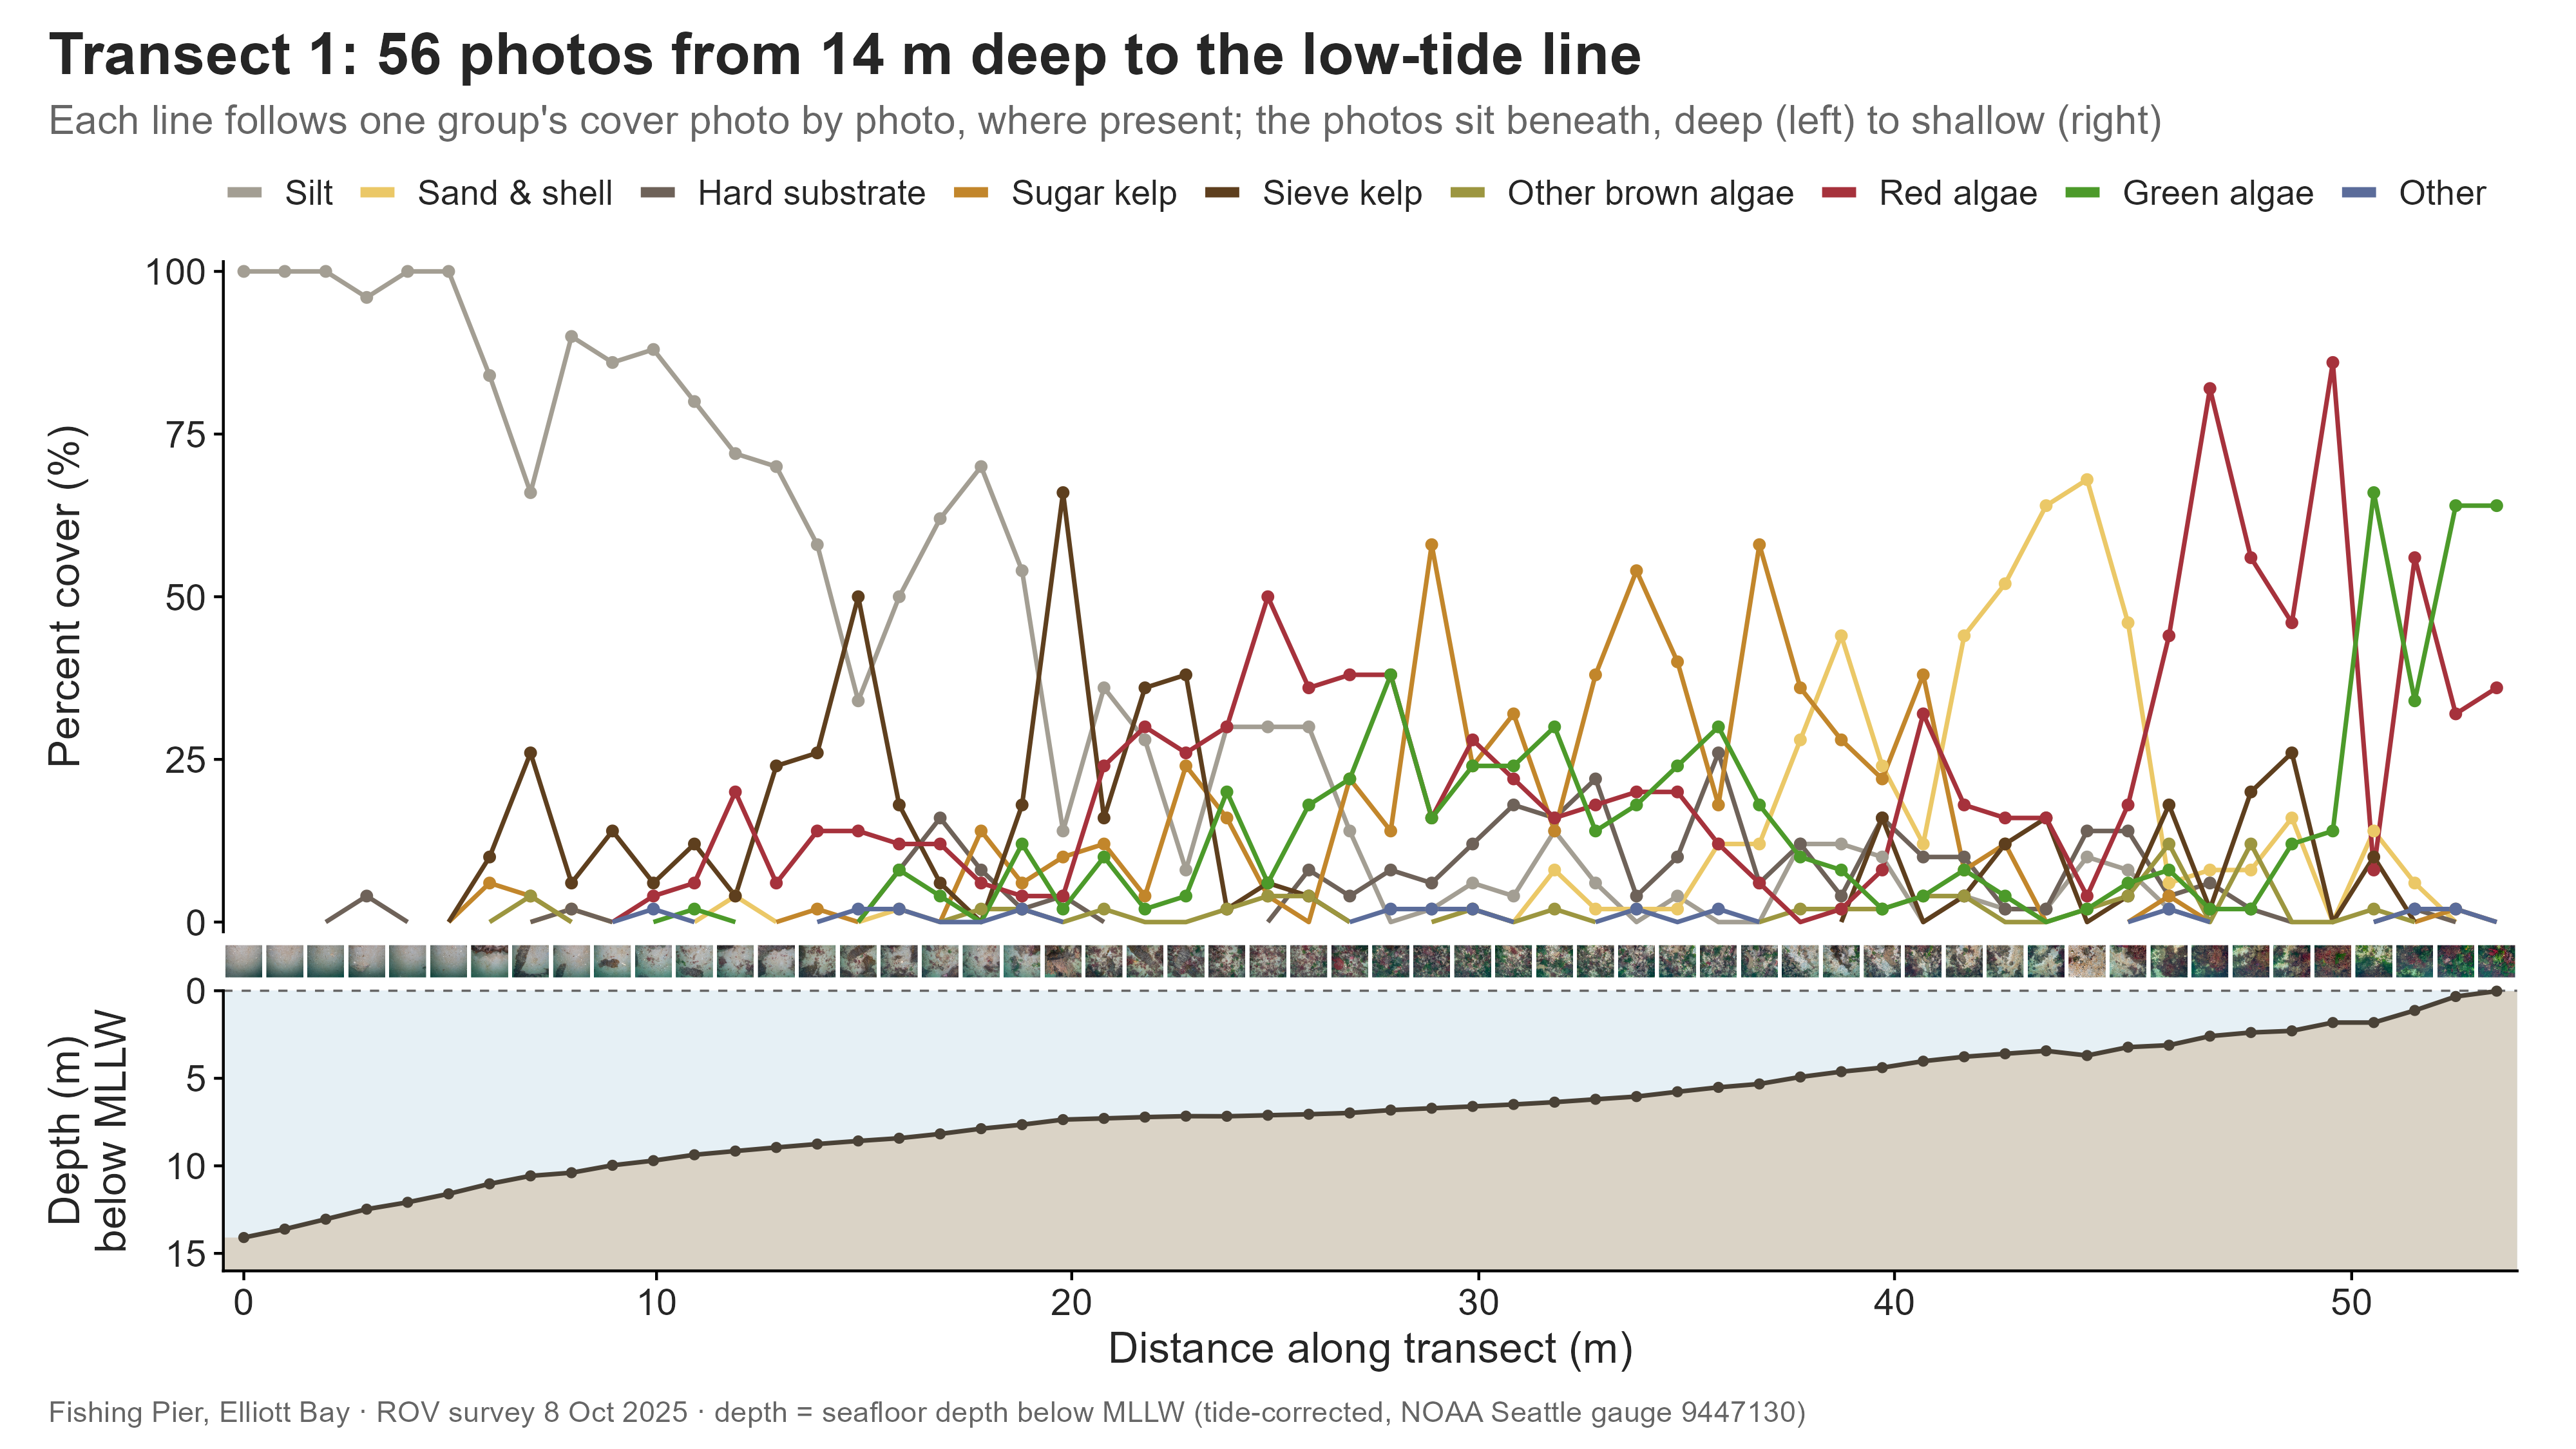 Transect 1: 56 photos from 14 m deep to the low-tide line
Each line follows one group's cover photo by photo, where present; the photos sit beneath, deep (left) to shallow (right)
Silt Sand & shell Hard substrate Sugar kelp Sieve kelp Other brown algae Red algae Green algae Other
Percent cover (%)
100
75
50
25
0
Depth (m)
below MLLW
0
5
10
15
0 10 20 30 40 50
Distance along transect (m)
Fishing Pier, Elliott Bay · ROV survey 8 Oct 2025 · depth = seafloor depth below MLLW (tide-corrected, NOAA Seattle gauge 9447130)